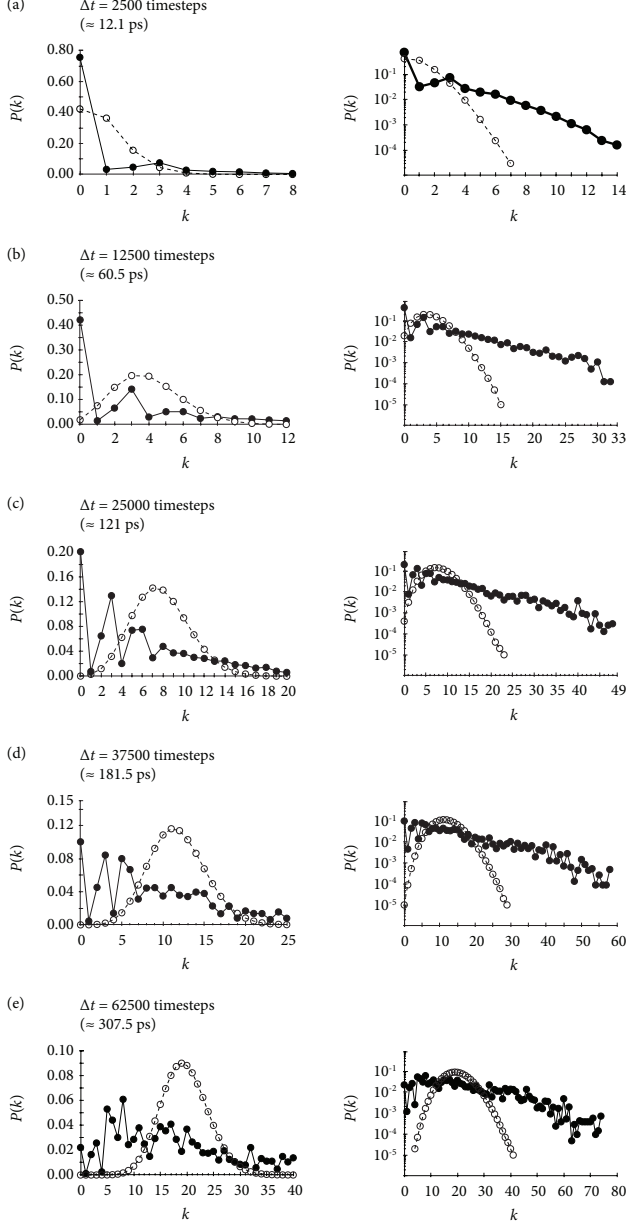 (a)
Δt = 2500 timesteps
(≈ 12.1 ps)
0.80
0.60
0.40
0.20
0.00
P(k)
0 1 2 3 4 5 6 7 8
k
10⁻¹
10⁻²
10⁻³
10⁻⁴
P(k)
0 2 4 6 8 10 12 14
k
(b)
Δt = 12500 timesteps
(≈ 60.5 ps)
0.50
0.40
0.30
0.20
0.10
0.00
P(k)
0 2 4 6 8 10 12
k
10⁻¹
10⁻²
10⁻³
10⁻⁴
10⁻⁵
P(k)
0 5 10 15 20 25 30 33
k
(c)
Δt = 25000 timesteps
(≈ 121 ps)
0.20
0.16
0.12
0.08
0.04
0.00
P(k)
0 2 4 6 8 10 12 14 16 18 20
k
10⁻¹
10⁻²
10⁻³
10⁻⁴
10⁻⁵
P(k)
0 5 10 15 20 25 30 35 40 49
k
(d)
Δt = 37500 timesteps
(≈ 181.5 ps)
0.15
0.12
0.08
0.04
0.00
P(k)
0 5 10 15 20 25
k
10⁻¹
10⁻²
10⁻³
10⁻⁴
10⁻⁵
P(k)
0 10 20 30 40 50 60
k
(e)
Δt = 62500 timesteps
(≈ 307.5 ps)
0.10
0.08
0.06
0.04
0.02
0.00
P(k)
0 5 10 15 20 25 30 35 40
k
10⁻¹
10⁻²
10⁻³
10⁻⁴
10⁻⁵
P(k)
0 10 20 30 40 50 60 70 80
k